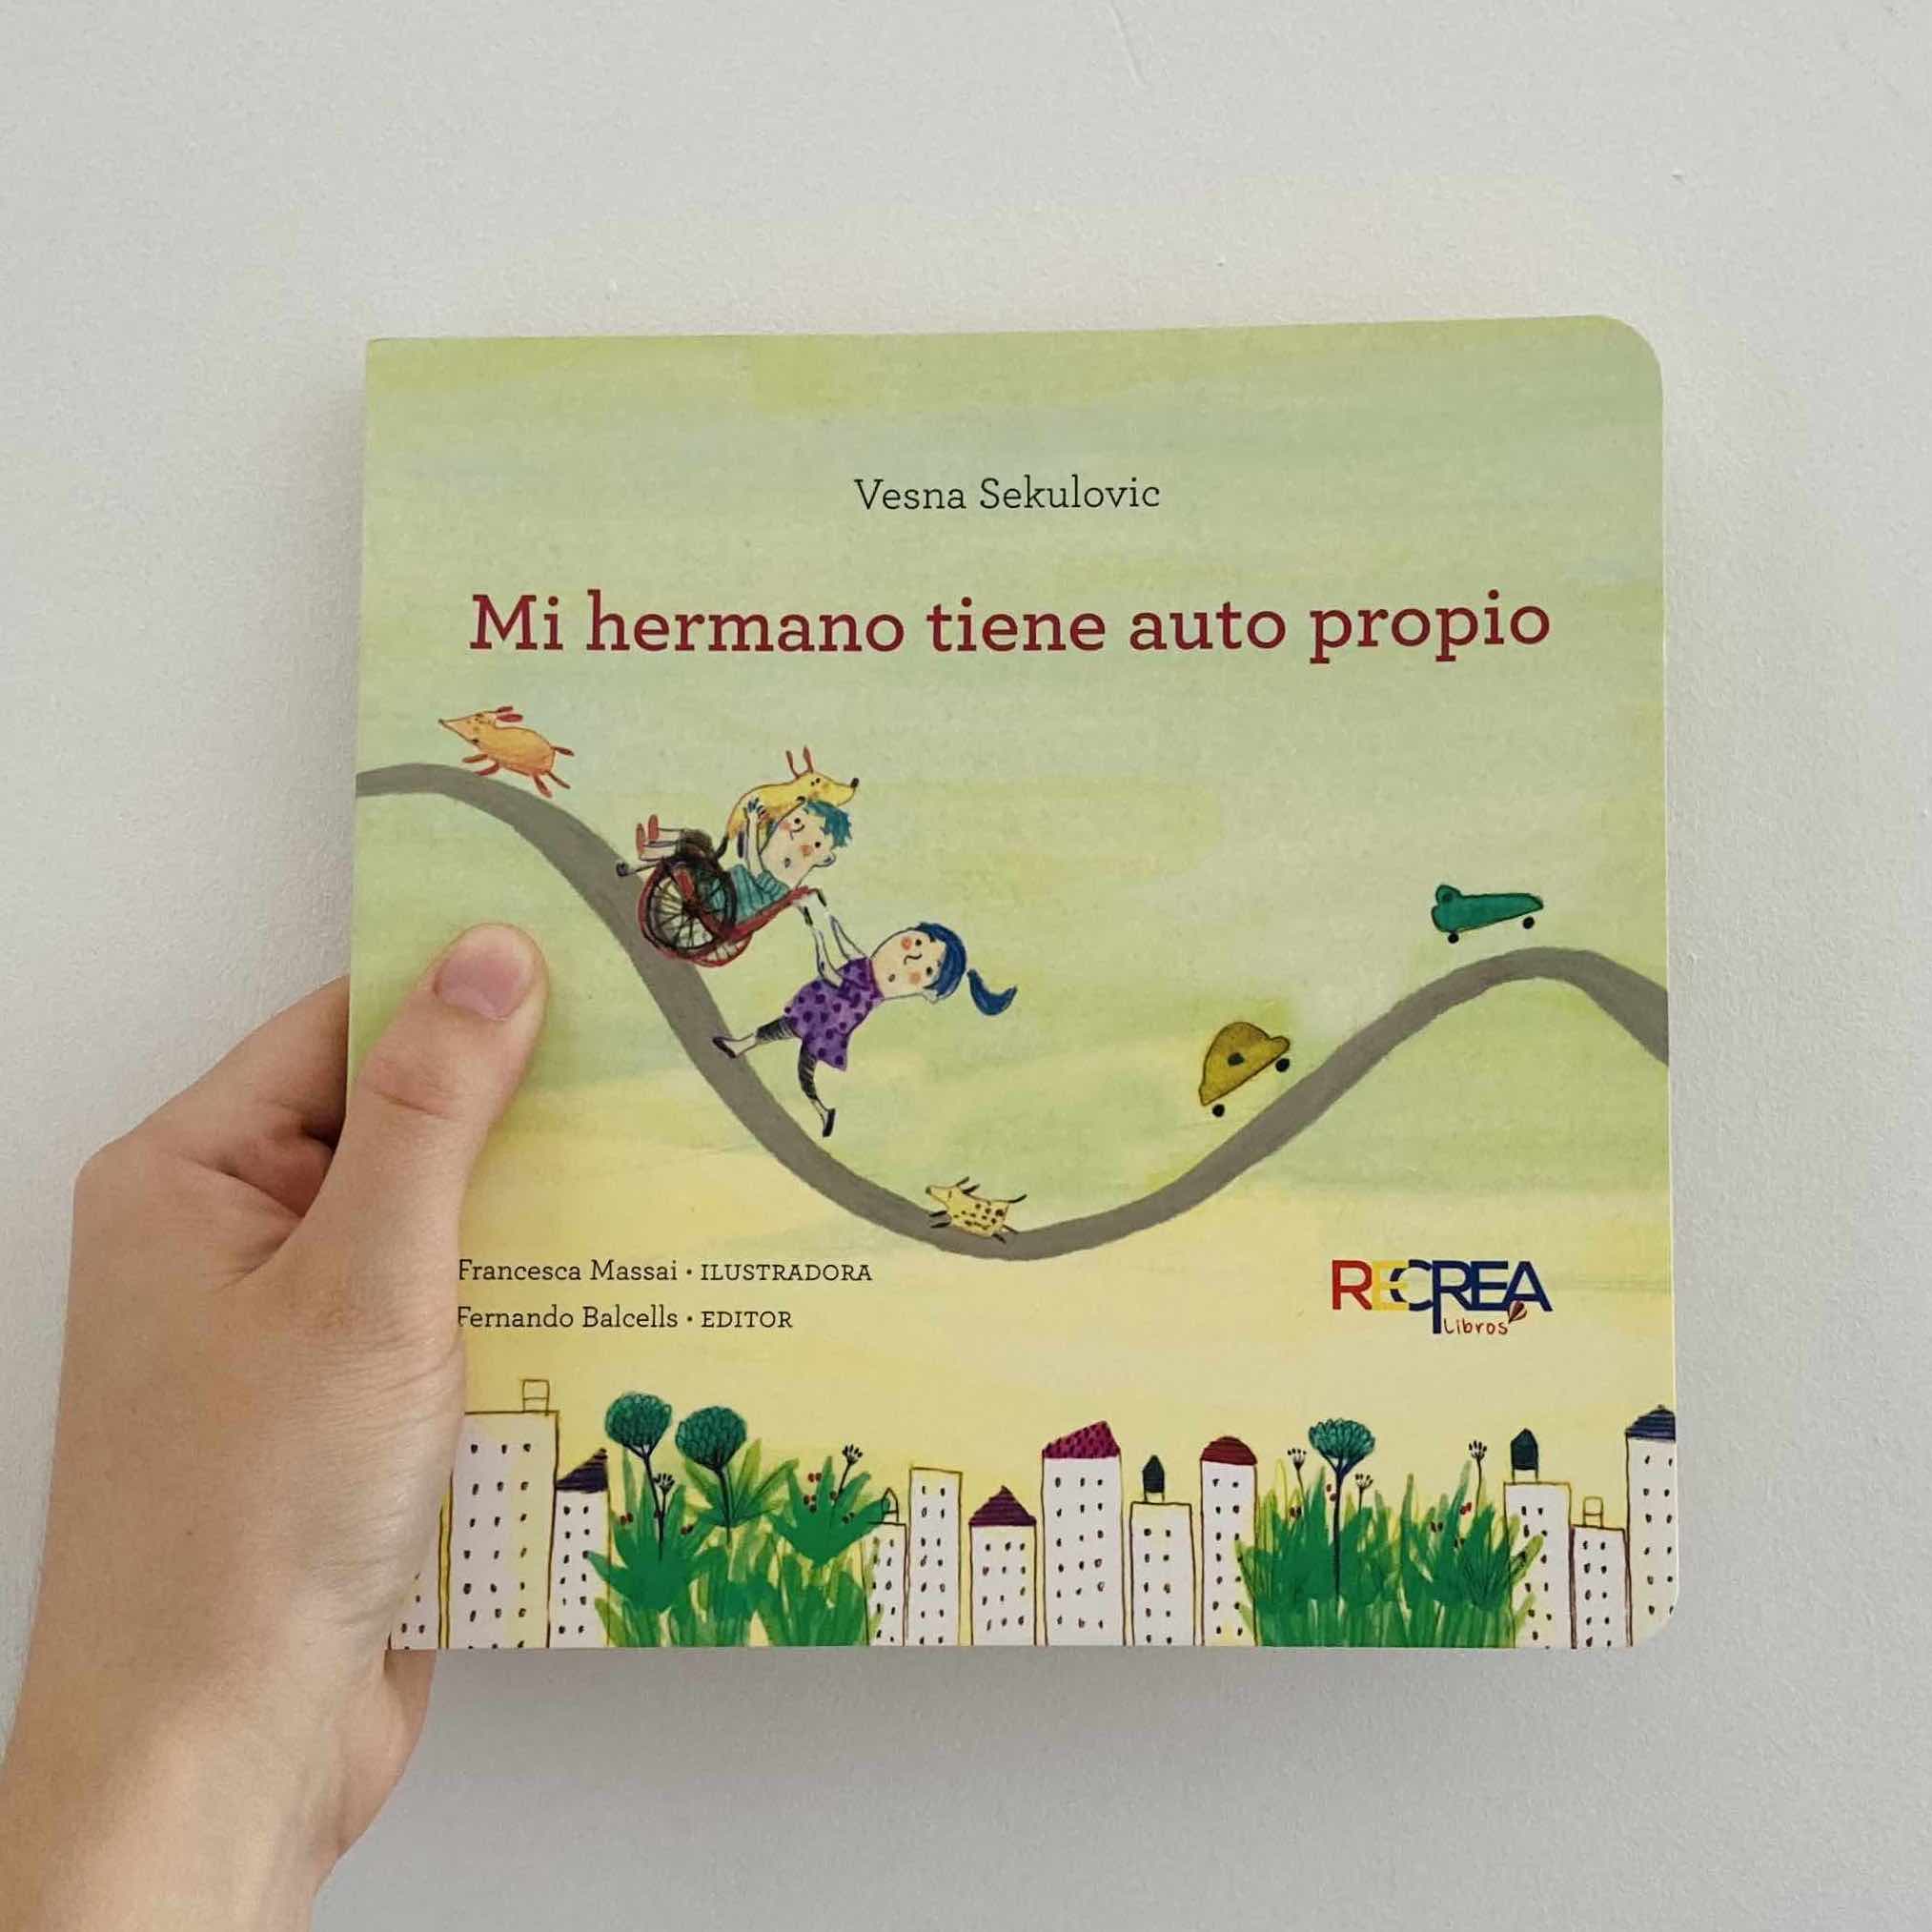 Vesna Sekulovic
Mi hermano tiene auto propio
Francesca Massai • ILUSTRADORA
Fernando Balcells • EDITOR
RECREA
Libros